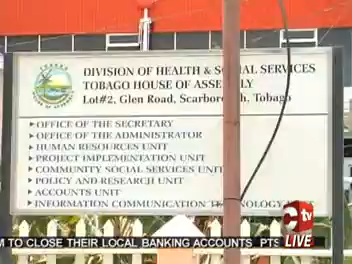 DIVISION OF HEALTH & SOCIAL SERVICES
TOBAGO HOUSE OF ASSEMBLY
Lot#2, Glen Road, Scarborough, Tobago
OFFICE OF THE SECRETARY
OFFICE OF THE ADMINISTRATOR
HUMAN RESOURCES UNIT
PROJECT IMPLEMENTATION UNIT
COMMUNITY SOCIAL SERVICES UNIT
POLICY AND RESEARCH UNIT
ACCOUNTS UNIT
INFORMATION COMMUNICATION TECHNOLOGY
C tv
LIVE
M TO CLOSE THEIR LOCAL BANKING ACCOUNTS PTS